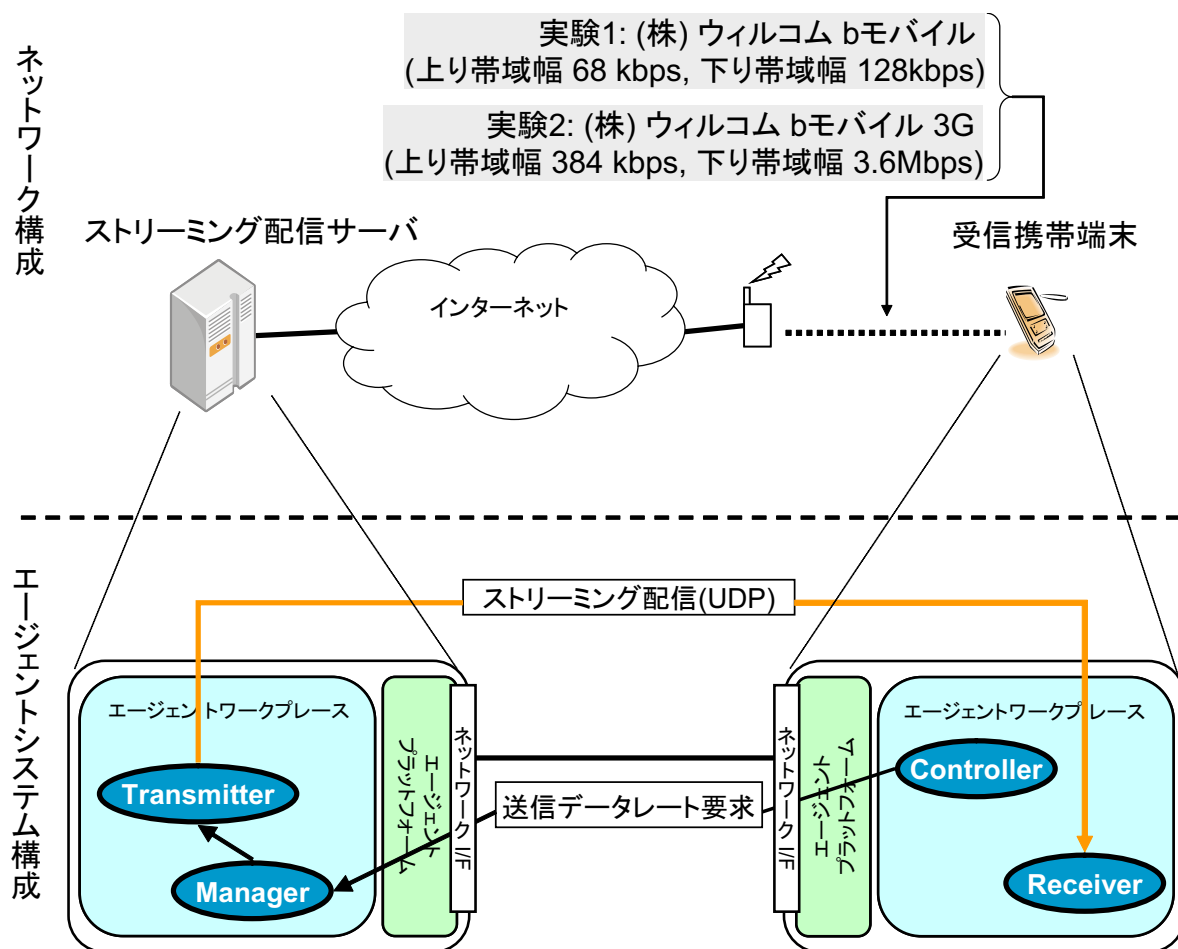 ネットワーク構成
実験1: (株) ウィルコム bモバイル
(上り帯域幅 68 kbps, 下り帯域幅 128kbps)
実験2: (株) ウィルコム bモバイル 3G
(上り帯域幅 384 kbps, 下り帯域幅 3.6Mbps)
ストリーミング配信サーバ
受信携帯端末
インターネット
エージェントシステム構成
ストリーミング配信(UDP)
エージェントワークプレース
Transmitter
Manager
エージェント
プラットフォーム
ネットワーク I/F
送信データレート要求
ネットワーク I/F
エージェント
プラットフォーム
エージェントワークプレース
Controller
Receiver